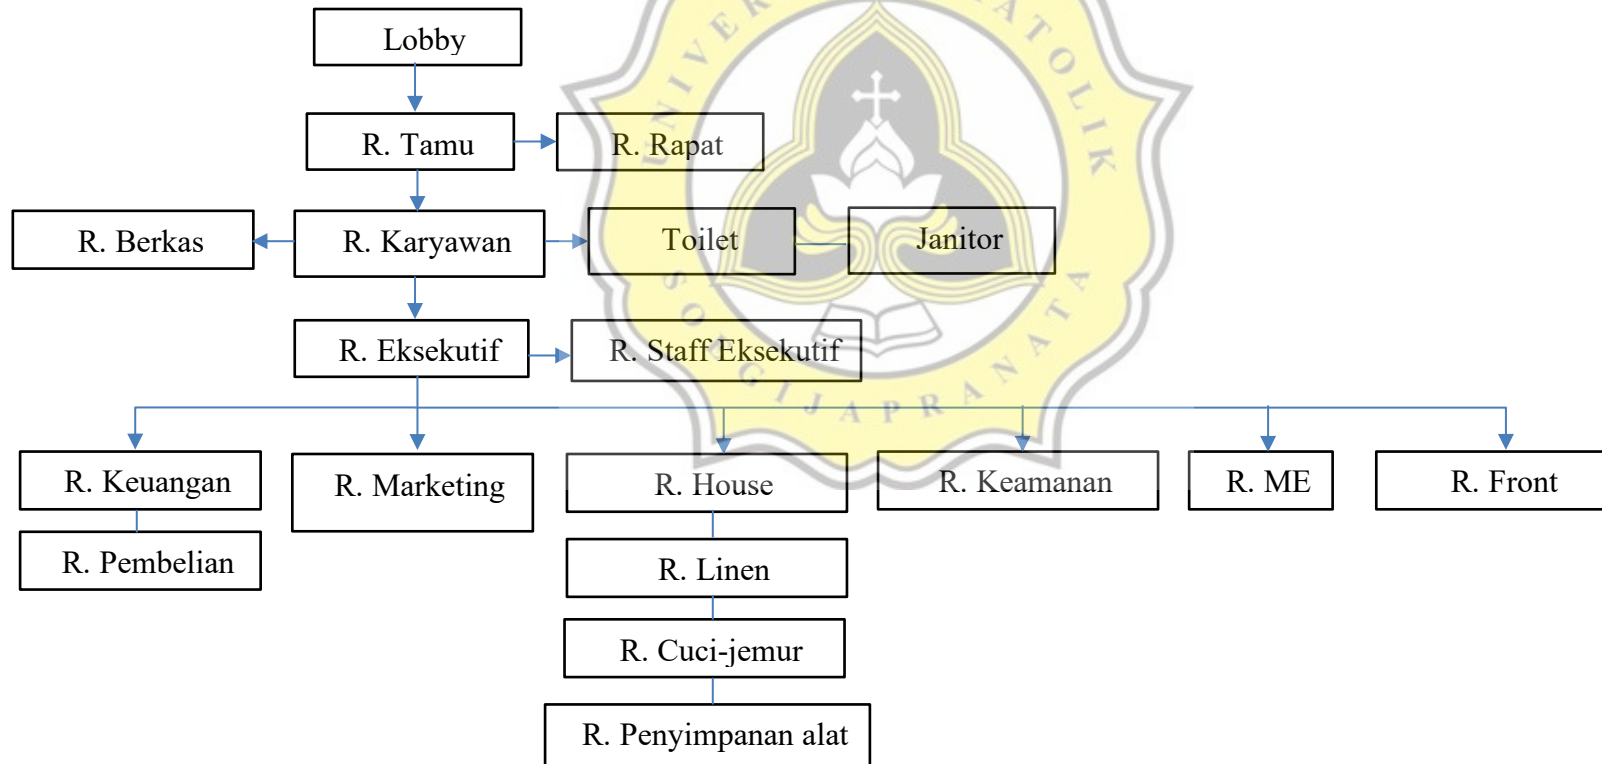 Lobby
R. Tamu
R. Rapat
R. Berkas
R. Karyawan
Toilet
Janitor
R. Eksekutif
R. Staff Eksekutif
R. Keuangan
R. Marketing
R. House
R. Keamanan
R. ME
R. Front
R. Pembelian
R. Linen
R. Cuci-jemur
R. Penyimpanan alat
SOEGIJAPRANATA